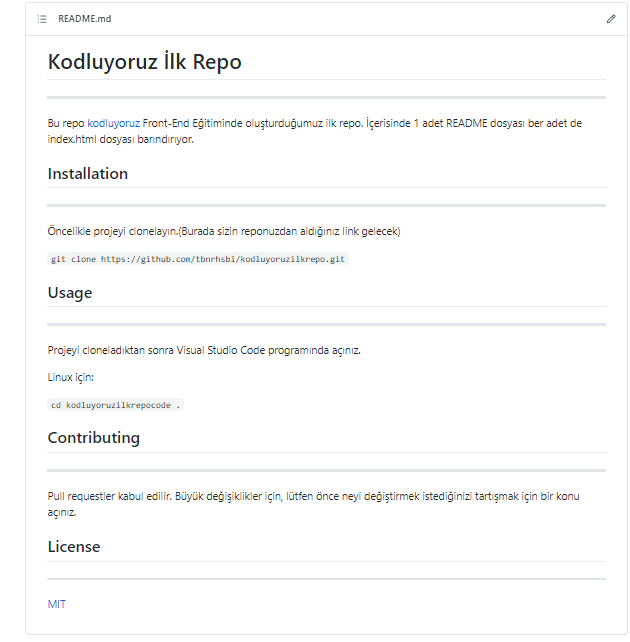 README.md
Kodluyoruz İlk Repo
Bu repo kodluyoruz Front-End Eğitiminde oluşturduğumuz ilk repo. İçerisinde 1 adet README dosyası ber adet de
index.html dosyası barındırıyor.
Installation
Öncelikle projeyi clonelayın.(Burada sizin reponuzdan aldığınız link gelecek)
git clone https://github.com/tbnrhsbl/kodluyoruzilkrepo.git
Usage
Projeyi cloneladıktan sonra Visual Studio Code programında açınız.
Linux için:
cd kodluyoruzilkrepocode .
Contributing
Pull requestler kabul edilir. Büyük değişiklikler için, lütfen önce neyi değiştirmek istediğinizi tartışmak için bir konu
açınız.
License
MIT